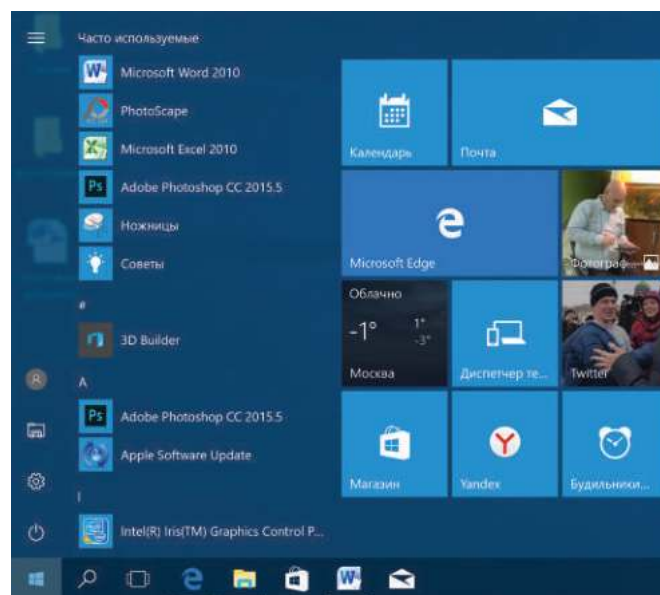 Часто используемые
Microsoft Word 2010
PhotoScape
Microsoft Excel 2010
Adobe Photoshop CC 2015.5
Ножницы
Советы
#
3D Builder
A
Adobe Photoshop CC 2015.5
Apple Software Update
I
Intel(R) Iris(TM) Graphics Control P...
Календарь
Почта
Microsoft Edge
Фотограф...
Облачно
-1° 1°
-3°
Москва
Диспетчер те...
Twitter
Магазин
Yandex
Будильники...